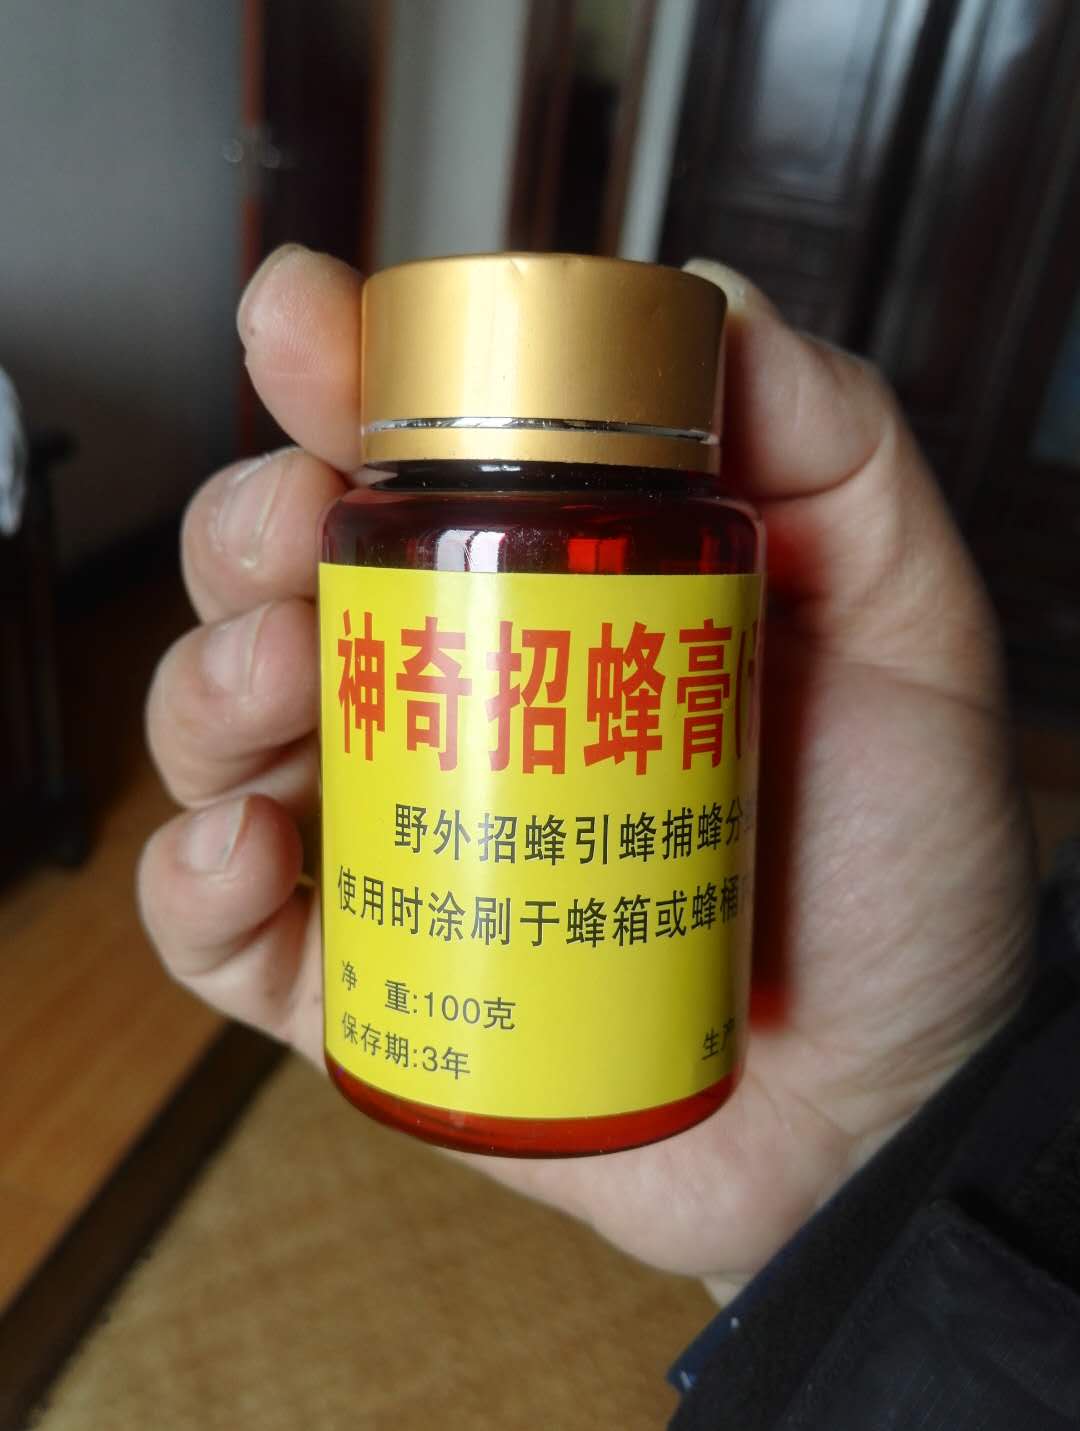 神奇招蜂膏(
野外招蜂引蜂捕蜂分
使用时涂刷于蜂箱或蜂桶
净 重:100克
保存期:3年
生产